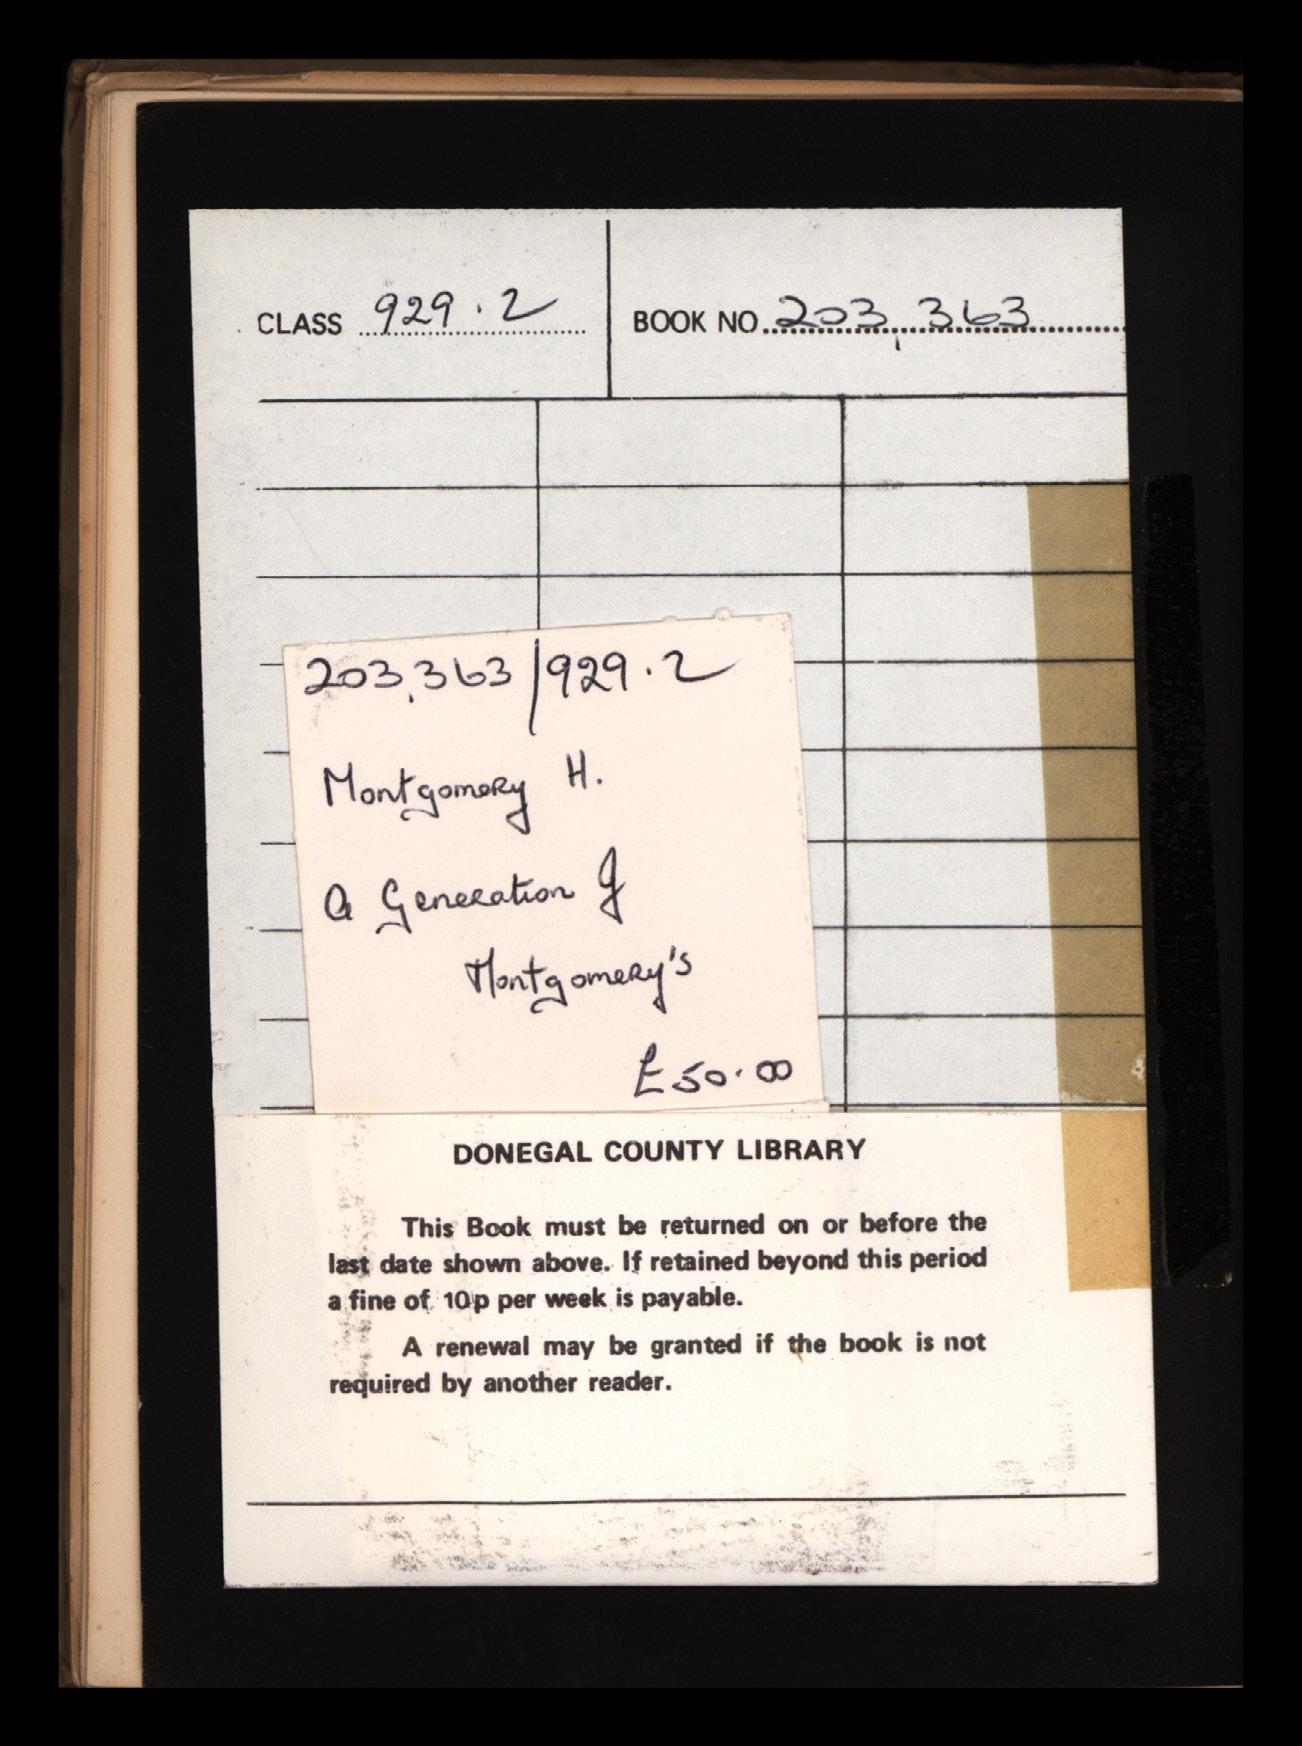 CLASS 929.2
BOOK NO. 203,363
203,363/929.2
Montgomery H.
A Generation of
Montgomery's
£50.00
DONEGAL COUNTY LIBRARY
This Book must be returned on or before the
last date shown above. If retained beyond this period
a fine of 10p per week is payable.
A renewal may be granted if the book is not
required by another reader.